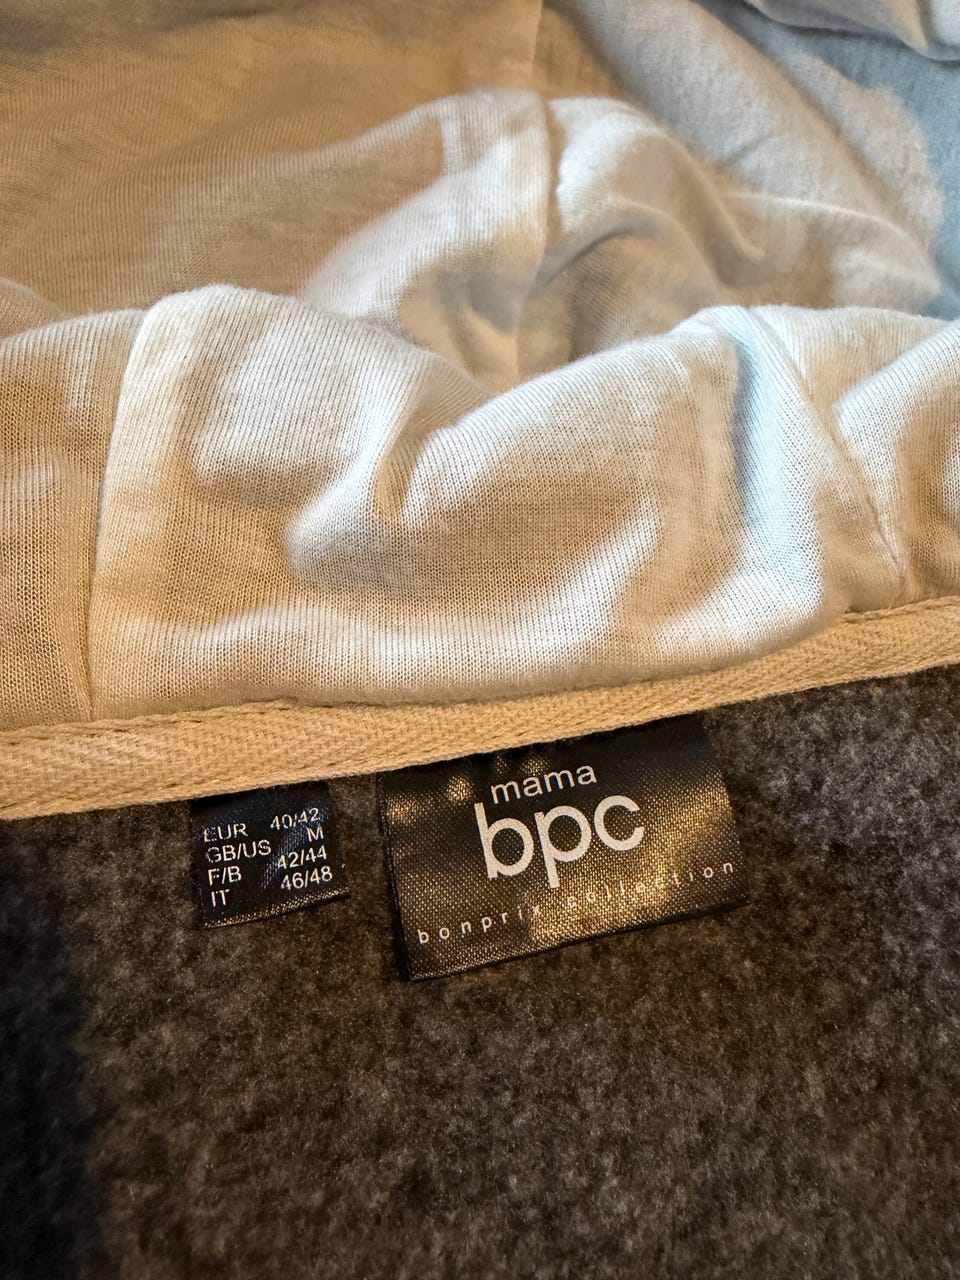 EUR 40/42
GB/US M
F/B 42/44
IT 46/48
mama
bpc
bonprix collection